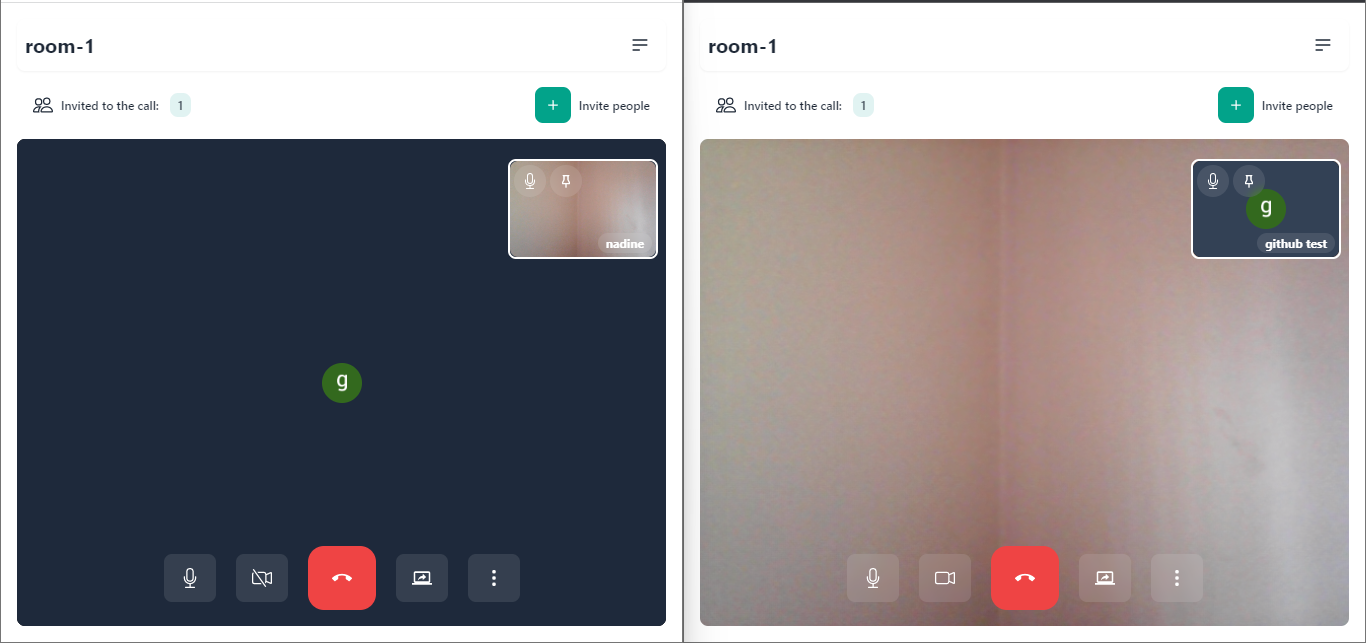 room-1
Invited to the call: 1
+ Invite people
nadine
g
room-1
Invited to the call: 1
+ Invite people
g
github test